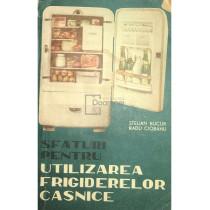 STELIAN BUCUR
RADU CIOBANU
SFATURI
PENTRU
UTILIZAREA
FRIGIDERELOR
CASNICE